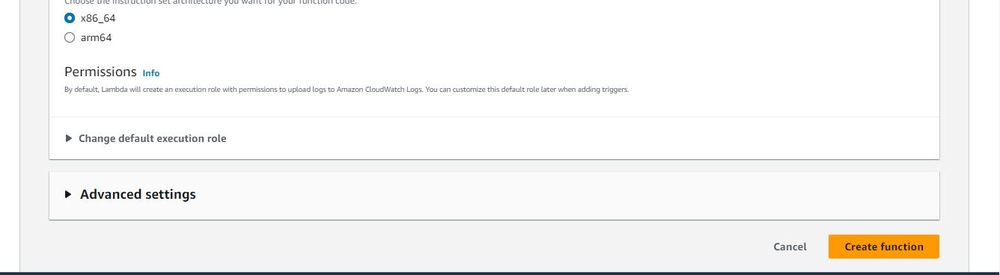 Choose the instruction set architecture you want for your function code.
x86_64
arm64
Permissions Info
By default, Lambda will create an execution role with permissions to upload logs to Amazon CloudWatch Logs. You can customize this default role later when adding triggers.
Change default execution role
Advanced settings
Cancel Create function